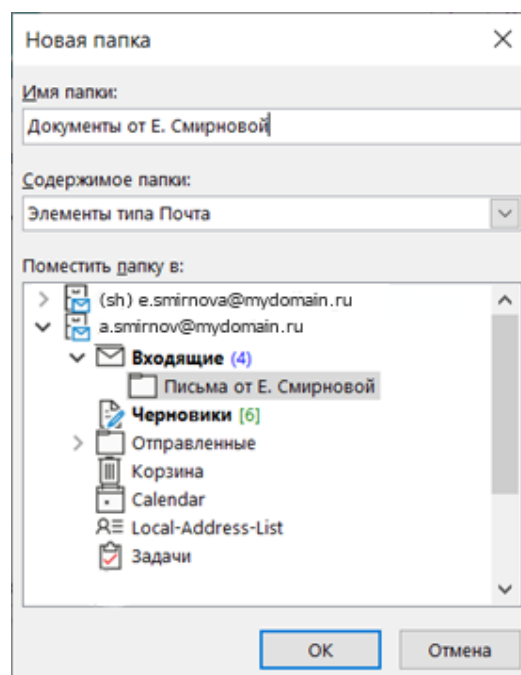 Новая папка
Имя папки:
Документы от Е. Смирновой
Содержимое папки:
Элементы типа Почта
Поместить папку в:
(sh) e.smirnova@mydomain.ru
a.smirnov@mydomain.ru
Входящие (4)
Письма от Е. Смирновой
Черновики [6]
Отправленные
Корзина
Calendar
Local-Address-List
Задачи
ОК Отмена